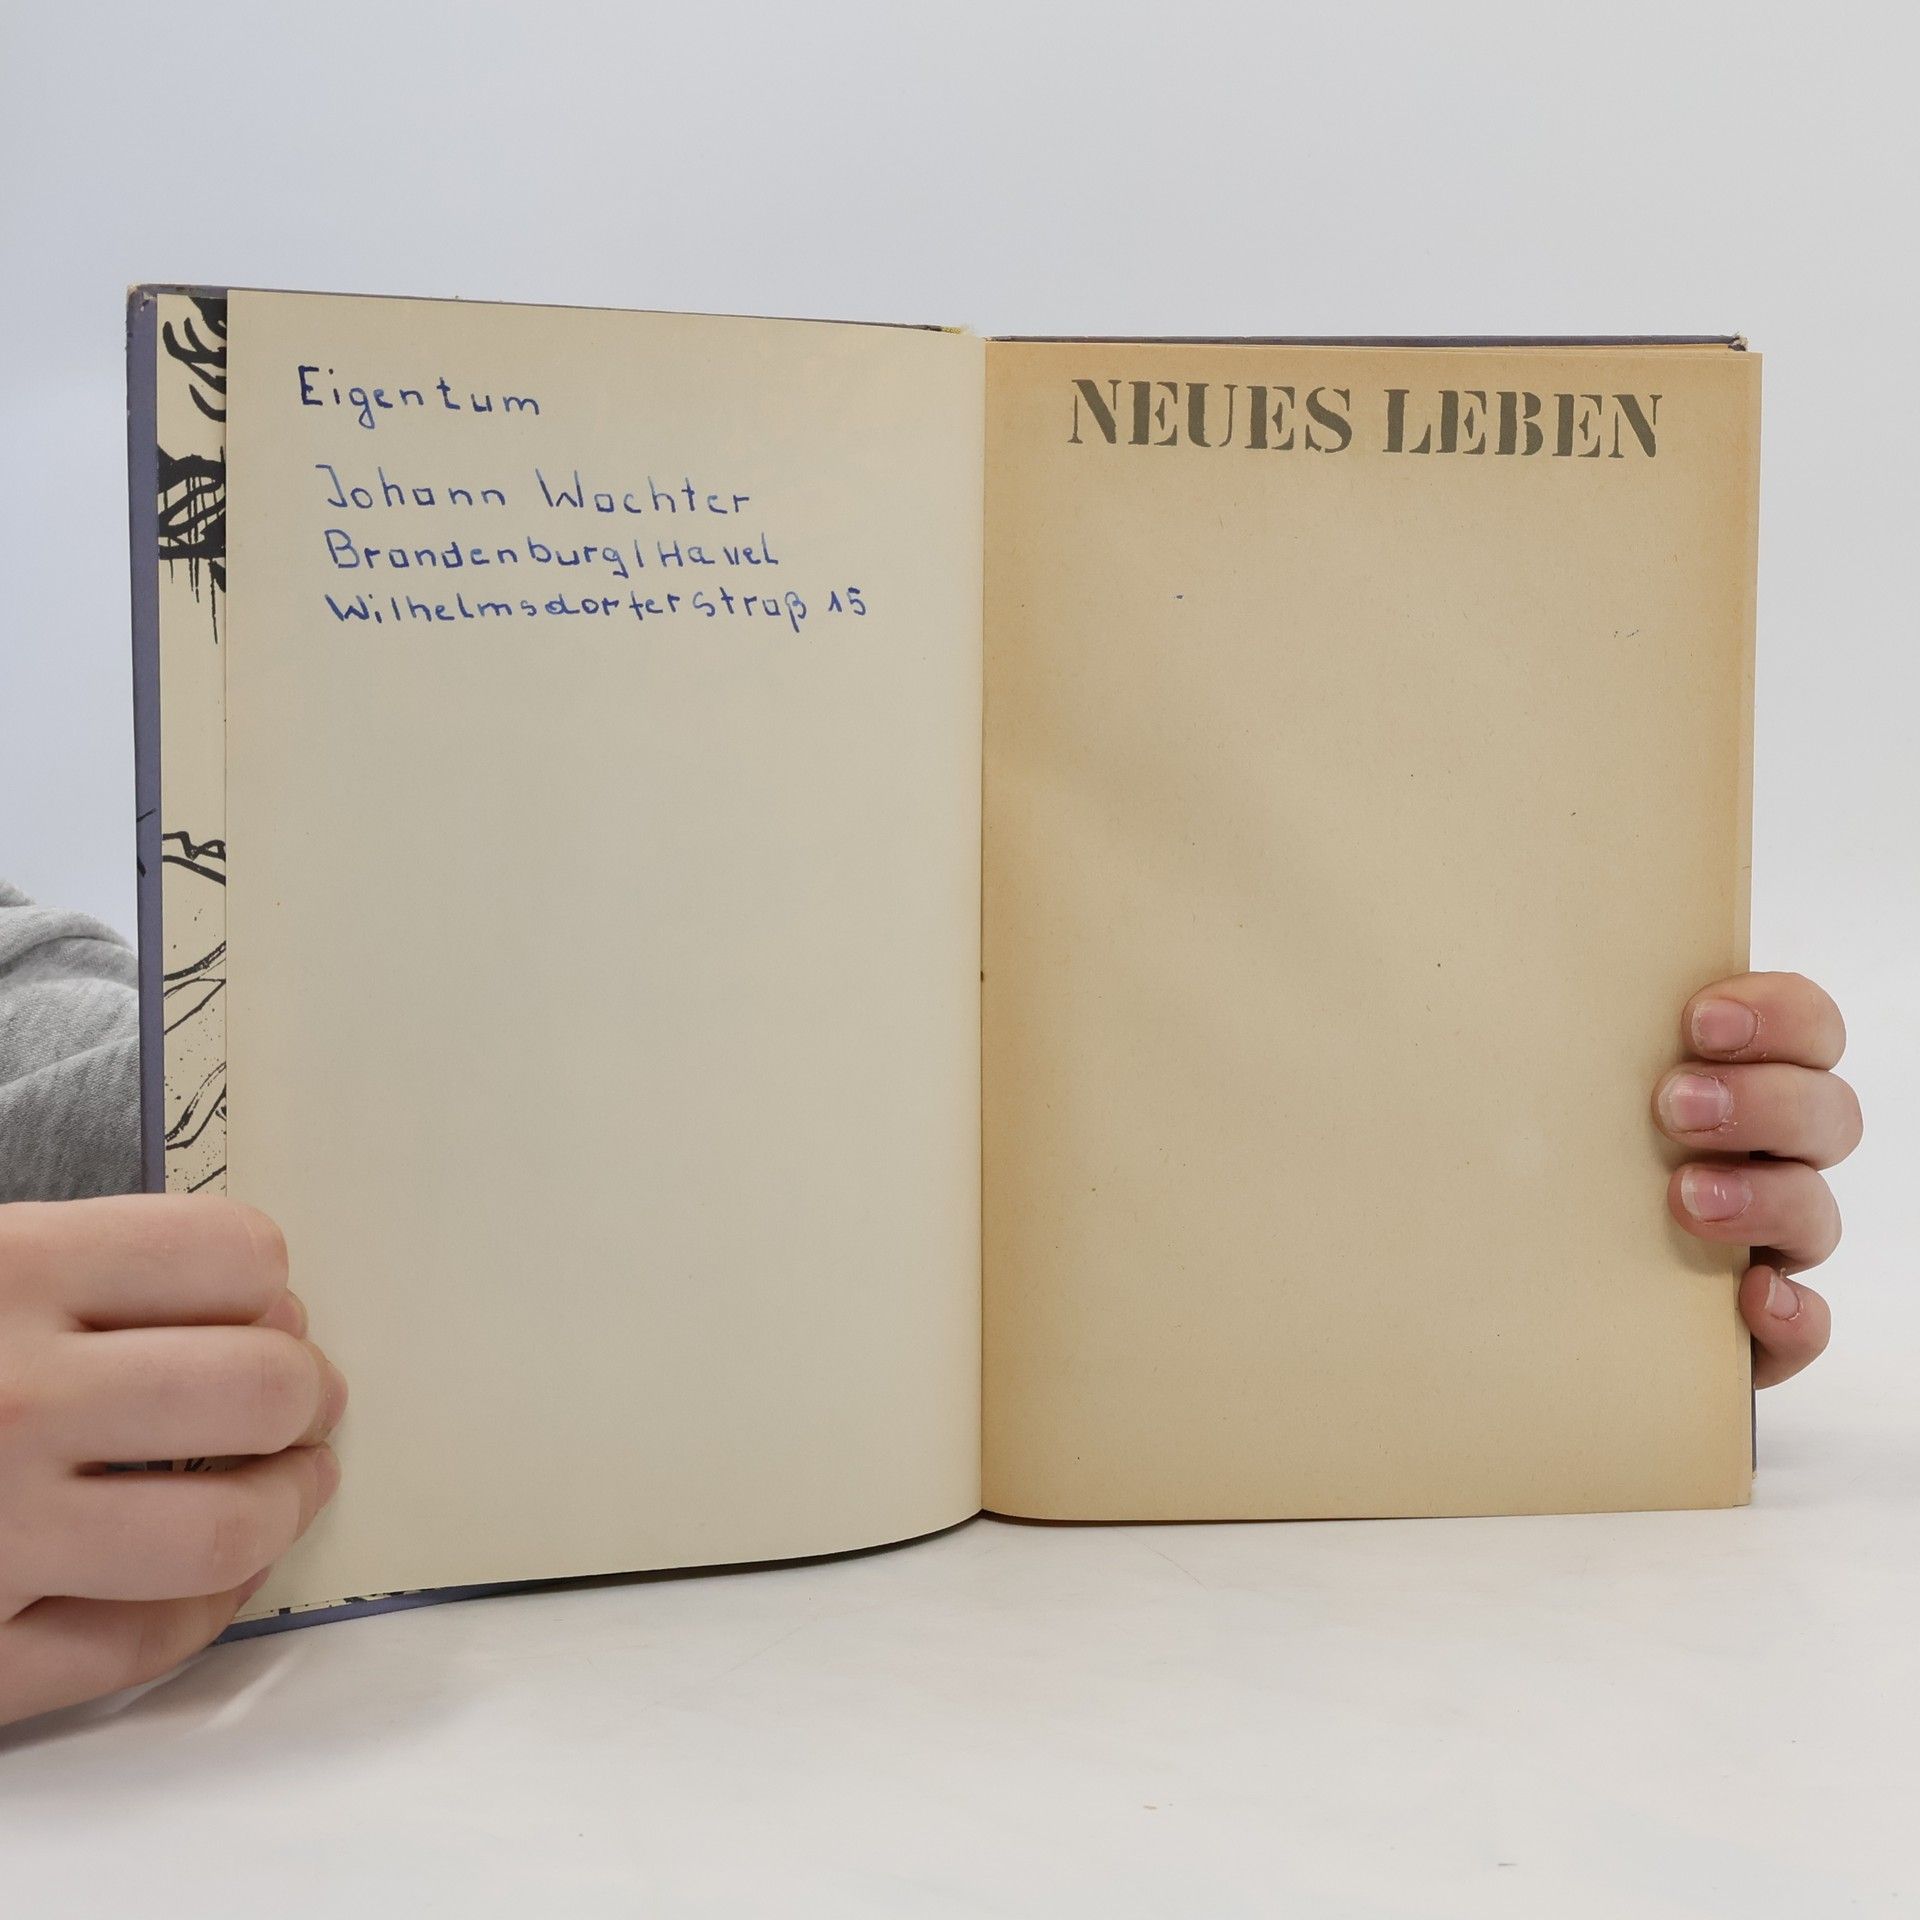 Eigentum
Johann Wachter
Brandenburg/Havel
Wilhelmsdorfer Straß 15
NEUES LEBEN